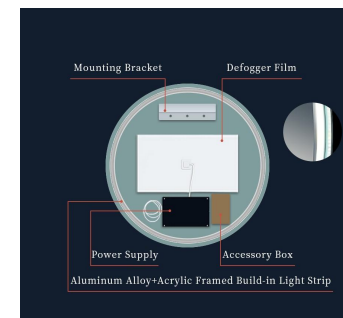 Mounting Bracket
Defogger Film
Power Supply
Accessory Box
Aluminum Alloy+Acrylic Framed Build-in Light Strip